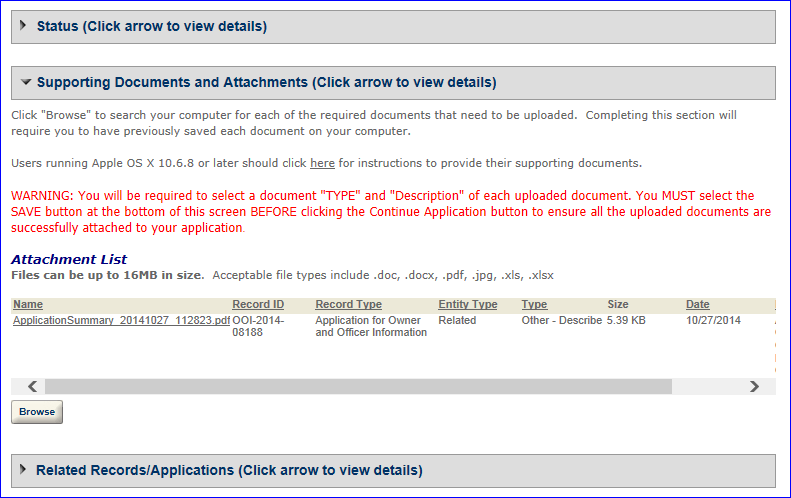 Status (Click arrow to view details)
Supporting Documents and Attachments (Click arrow to view details)
Click "Browse" to search your computer for each of the required documents that need to be uploaded.  Completing this section will
require you to have previously saved each document on your computer.
Users running Apple OS X 10.6.8 or later should click here for instructions to provide their supporting documents.
WARNING: You will be required to select a document "TYPE" and "Description" of each uploaded document. You MUST select the
SAVE button at the bottom of this screen BEFORE clicking the Continue Application button to ensure all the uploaded documents are
successfully attached to your application.
Attachment List
Files can be up to 16MB in size.  Acceptable file types include .doc, .docx, .pdf, .jpg, .xls, .xlsx
Name Record ID Record Type Entity Type Type Size Date
ApplicationSummary_20141027_112823.pdf OOI-2014- Application for Owner Related Other - Describe 5.39 KB 10/27/2014
08188 and Officer Information
Browse
Related Records/Applications (Click arrow to view details)